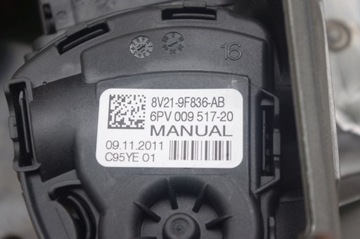 16
8V21-9F836-AB
6PV 009 517-20
MANUAL
09.11.2011
C95YE 01